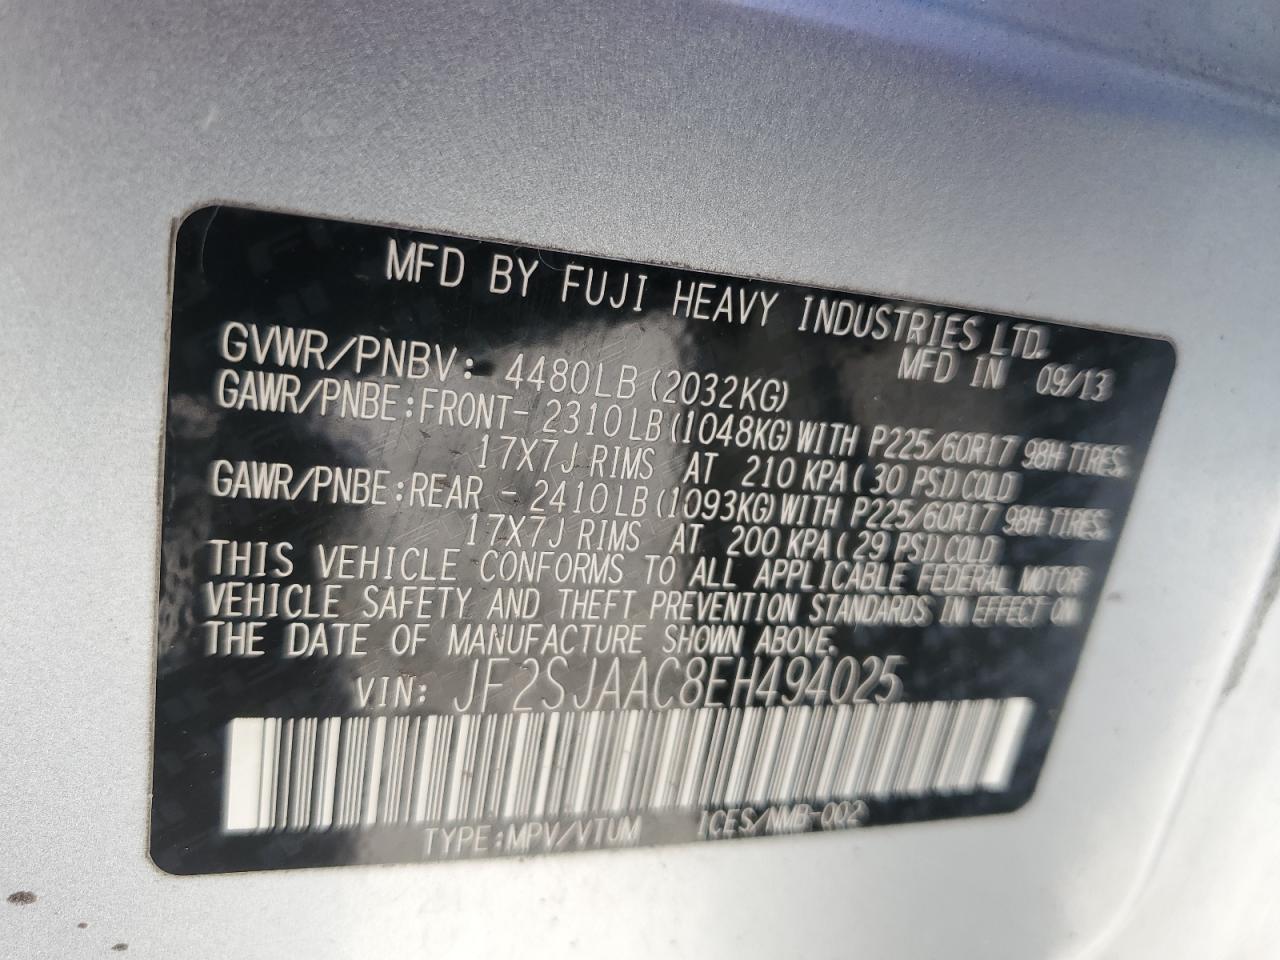 MFD BY FUJI HEAVY INDUSTRIES LTD.
MFD IN 09/13
GVWR/PNBV: 4480LB (2032KG)
GAWR/PNBE:FRONT- 2310LB(1048KG)WITH P225/60R17 98H TIRES.
17X7J RIMS AT 210 KPA(30 PSI)COLD
GAWR/PNBE:REAR - 2410LB(1093KG)WITH P225/60R17 98H TIRES.
17X7J RIMS AT 200 KPA(29 PSI)COLD
THIS VEHICLE CONFORMS TO ALL APPLICABLE FEDERAL MOTOR
VEHICLE SAFETY AND THEFT PREVENTION STANDARDS IN EFFECT ON
THE DATE OF MANUFACTURE SHOWN ABOVE.
VIN: JF2SJAAC8EH494025
TYPE:MPV/VTUM ICES/NMB-002